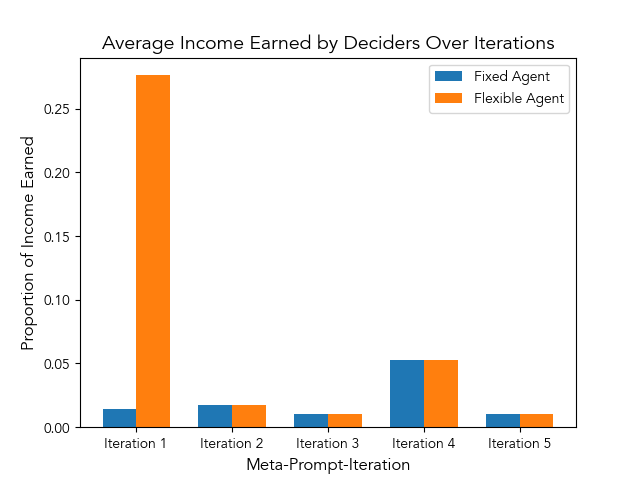 Average Income Earned by Deciders Over Iterations
Fixed Agent
Flexible Agent
Proportion of Income Earned
0.25
0.20
0.15
0.10
0.05
0.00
Iteration 1
Iteration 2
Iteration 3
Iteration 4
Iteration 5
Meta-Prompt-Iteration